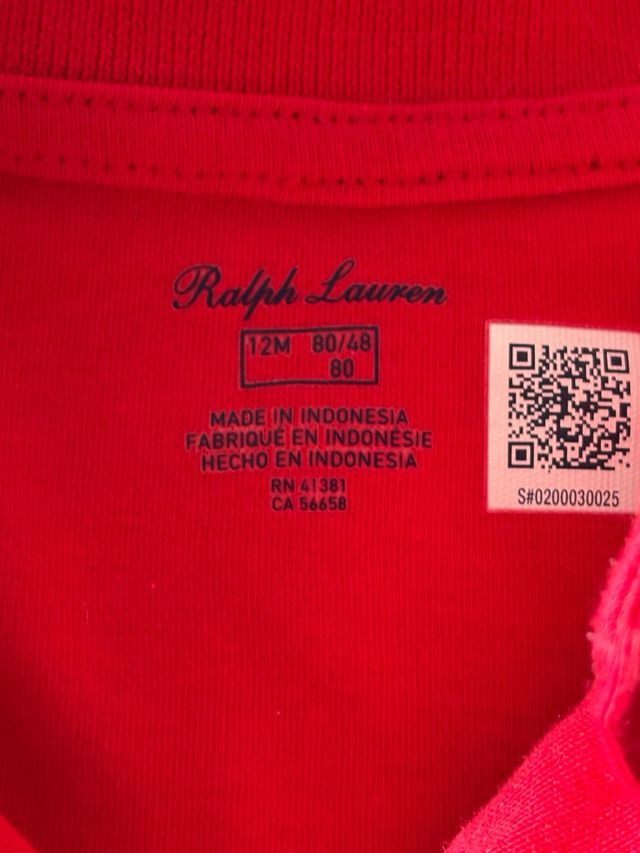 Ralph Lauren
12M 80/48
80
MADE IN INDONESIA
FABRIQUÉ EN INDONÉSIE
HECHO EN INDONESIA
RN 41381
CA 56658
S#0200030025